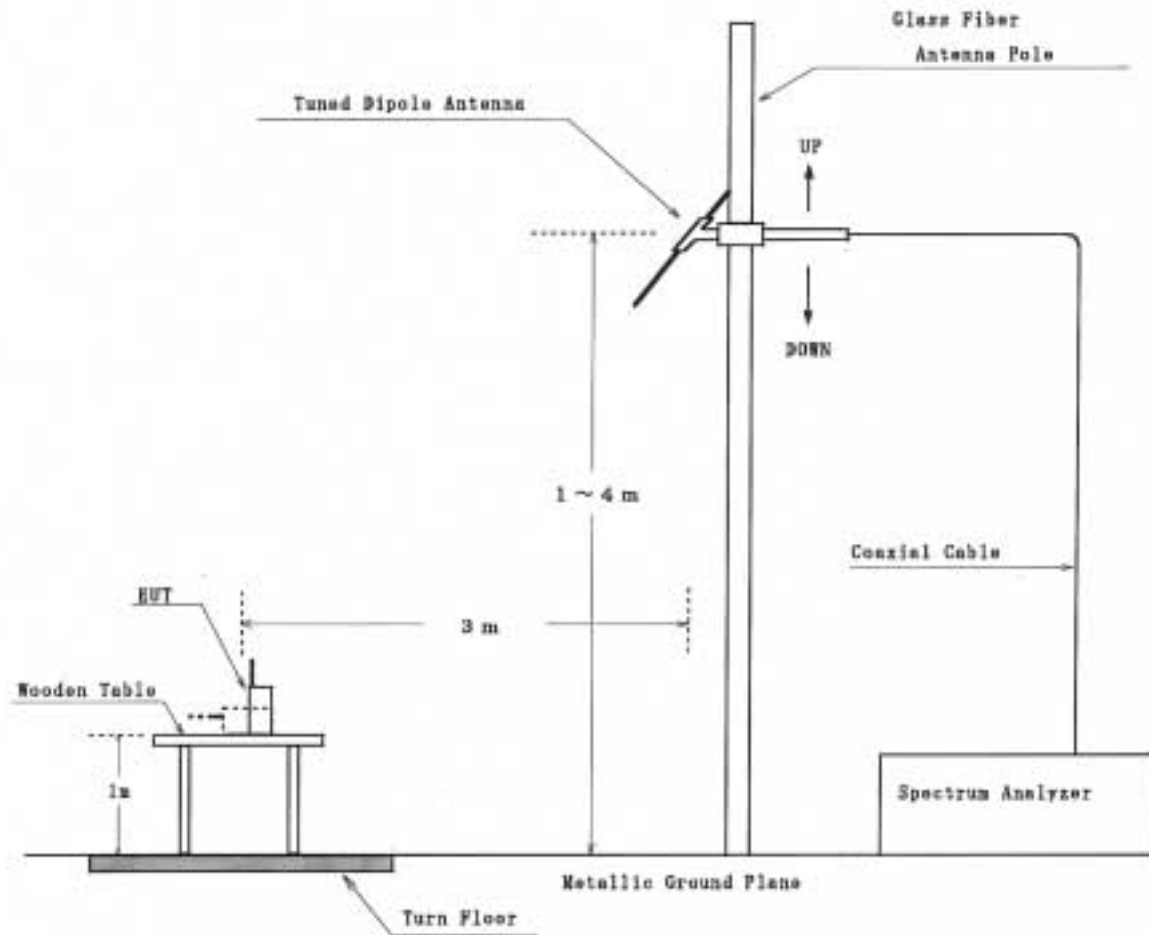 Glass Fiber
Antenna Pole
Tuned Dipole Antenna
UP
DOWN
1 ~ 4 m
Coaxial Cable
EUT
3 m
Wooden Table
1m
Spectrum Analyzer
Metallic Ground Plane
Turn Floor